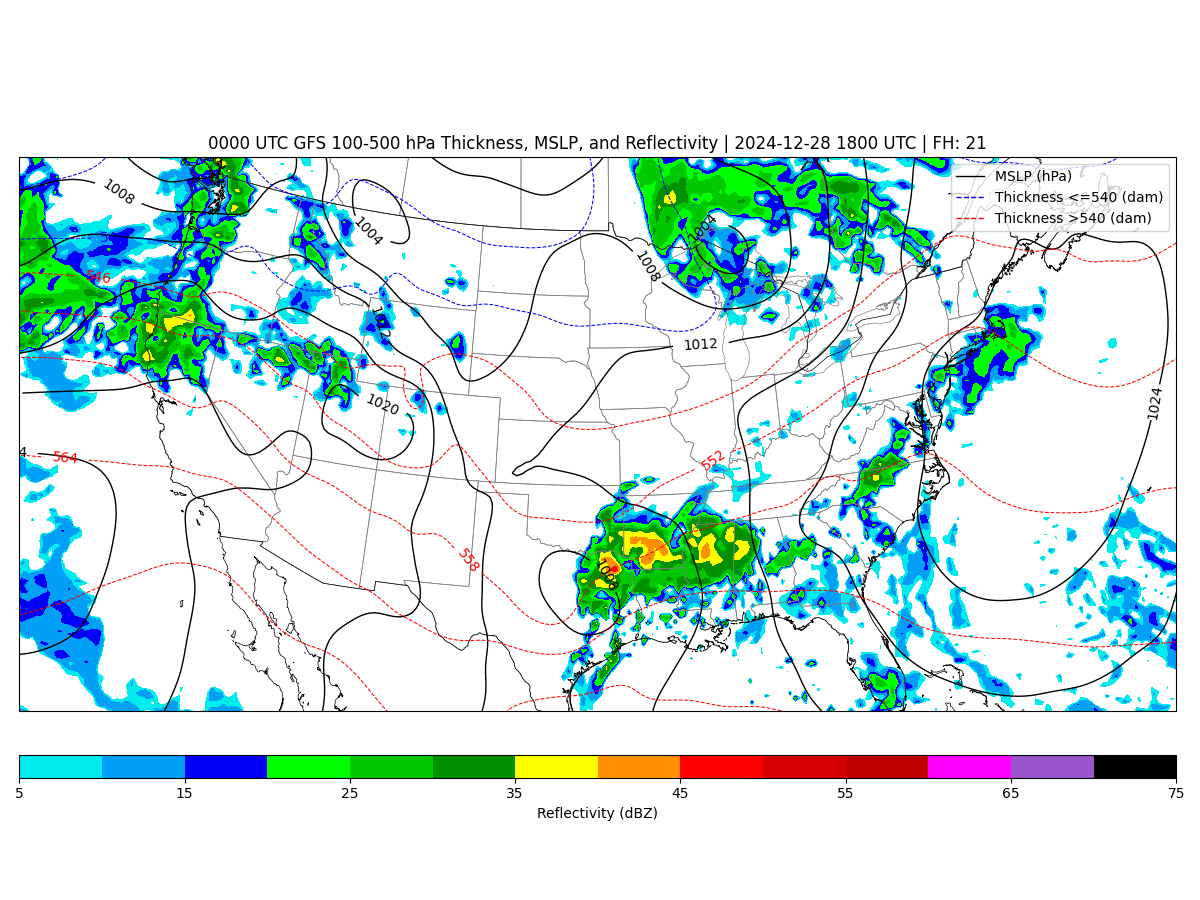 0000 UTC GFS 100-500 hPa Thickness, MSLP, and Reflectivity | 2024-12-28 1800 UTC | FH: 21
MSLP (hPa)
Thickness <=540 (dam)
Thickness >540 (dam)
1008
1004
1004
1008
546
1012
1012
1020
1024
4
564
552
558
1008
5 15 25 35 45 55 65 75
Reflectivity (dBZ)